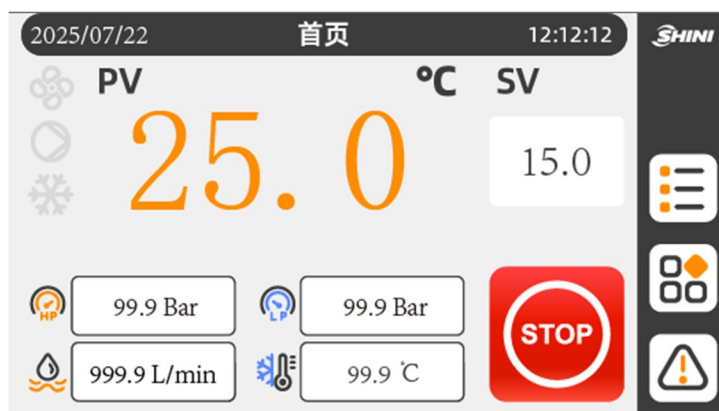 2025/07/22 首页 12:12:12 SHINI
PV ℃ SV
25.0 15.0
HP 99.9 Bar LP 99.9 Bar
STOP
999.9 L/min 99.9 ℃